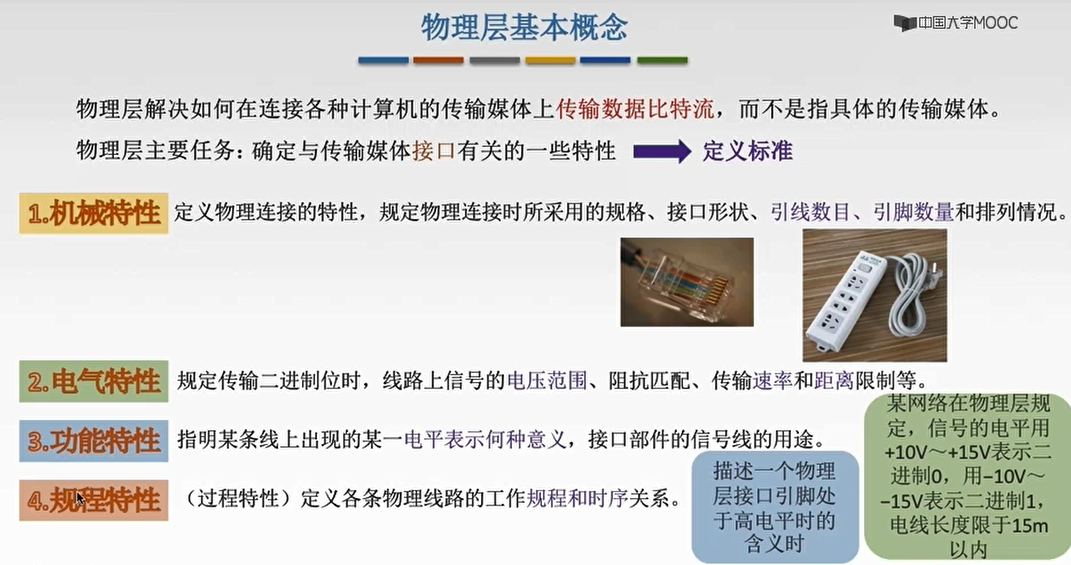 物理层基本概念
中国大学MOOC
物理层解决如何在连接各种计算机的传输媒体上传输数据比特流，而不是指具体的传输媒体。
物理层主要任务：确定与传输媒体接口有关的一些特性
定义标准
1.机械特性
定义物理连接的特性，规定物理连接时所采用的规格、接口形状、引线数目、引脚数量和排列情况。
2.电气特性
规定传输二进制位时，线路上信号的电压范围、阻抗匹配、传输速率和距离限制等。
3.功能特性
指明某条线上出现的某一电平表示何种意义，接口部件的信号线的用途。
4.规程特性
（过程特性）定义各条物理线路的工作规程和时序关系。
描述一个物理
层接口引脚处
于高电平时的
含义时
某网络在物理层规
定，信号的电平用
+10V～+15V表示二
进制0，用−10V～
−15V表示二进制1，
电线长度限于15m
以内